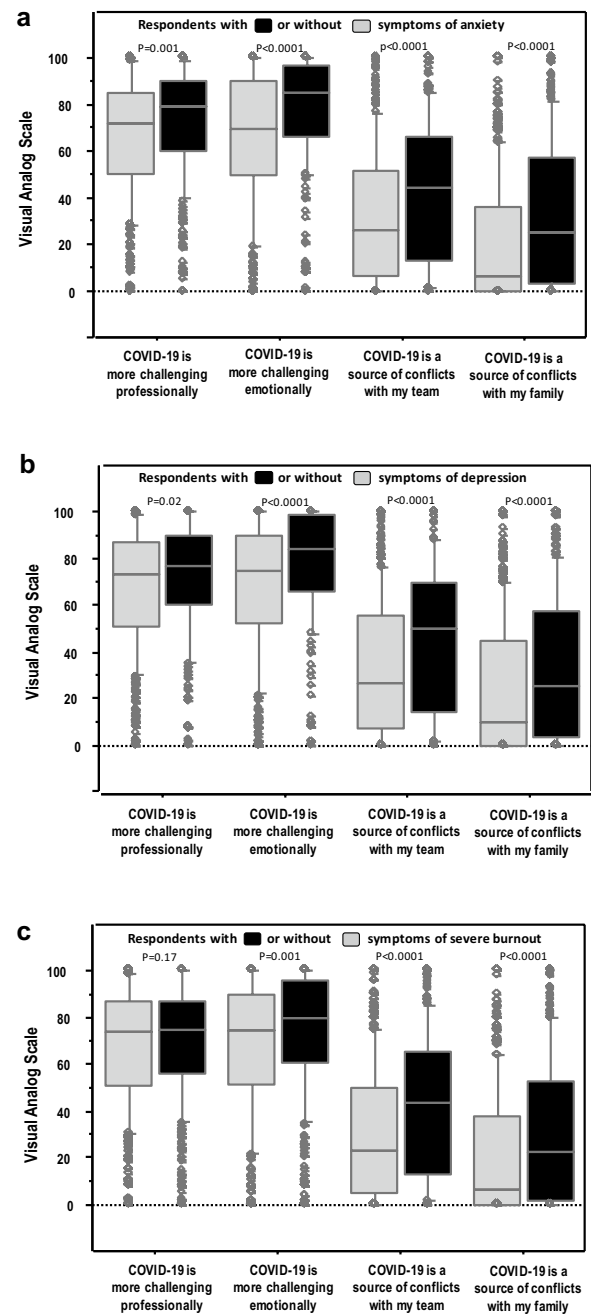 a
Respondents with or without symptoms of anxiety
P=0.001 P<0.0001 p<0.0001 P<0.0001
100
80
60
40
20
0
Visual Analog Scale
COVID-19 is COVID-19 is COVID-19 is a COVID-19 is a
more challenging more challenging source of conflicts source of conflicts
professionally emotionally with my team with my family
b
Respondents with or without symptoms of depression
P=0.02 P<0.0001 P<0.0001 P<0.0001
100
80
60
40
20
0
Visual Analog Scale
COVID-19 is COVID-19 is COVID-19 is a COVID-19 is a
more challenging more challenging source of conflicts source of conflicts
professionally emotionally with my team with my family
c
Respondents with or without symptoms of severe burnout
P=0.17 P=0.001 P<0.0001 P<0.0001
100
80
60
40
20
0
Visual Analog Scale
COVID-19 is COVID-19 is COVID-19 is a COVID-19 is a
more challenging more challenging source of conflicts source of conflicts
professionally emotionally with my team with my family